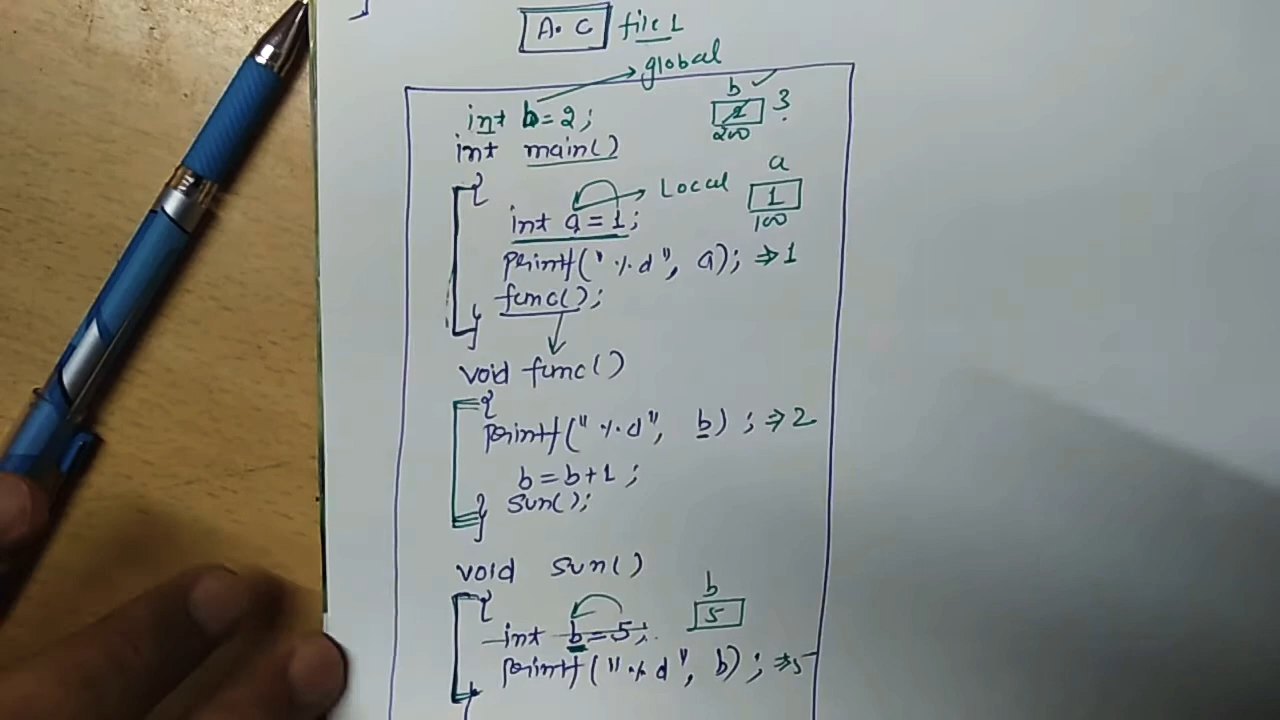 A.C file 1
global
int b=2; b 2 3
200
int main()
{ a
Local 1
int a=1; 100
printf("%d", a); ⇒1
func();
}
void func()
{
printf("%d", b); ⇒2
b=b+1;
} sun();
void sun()
{ b
int b=5; 5
printf("%d", b); ⇒5
}